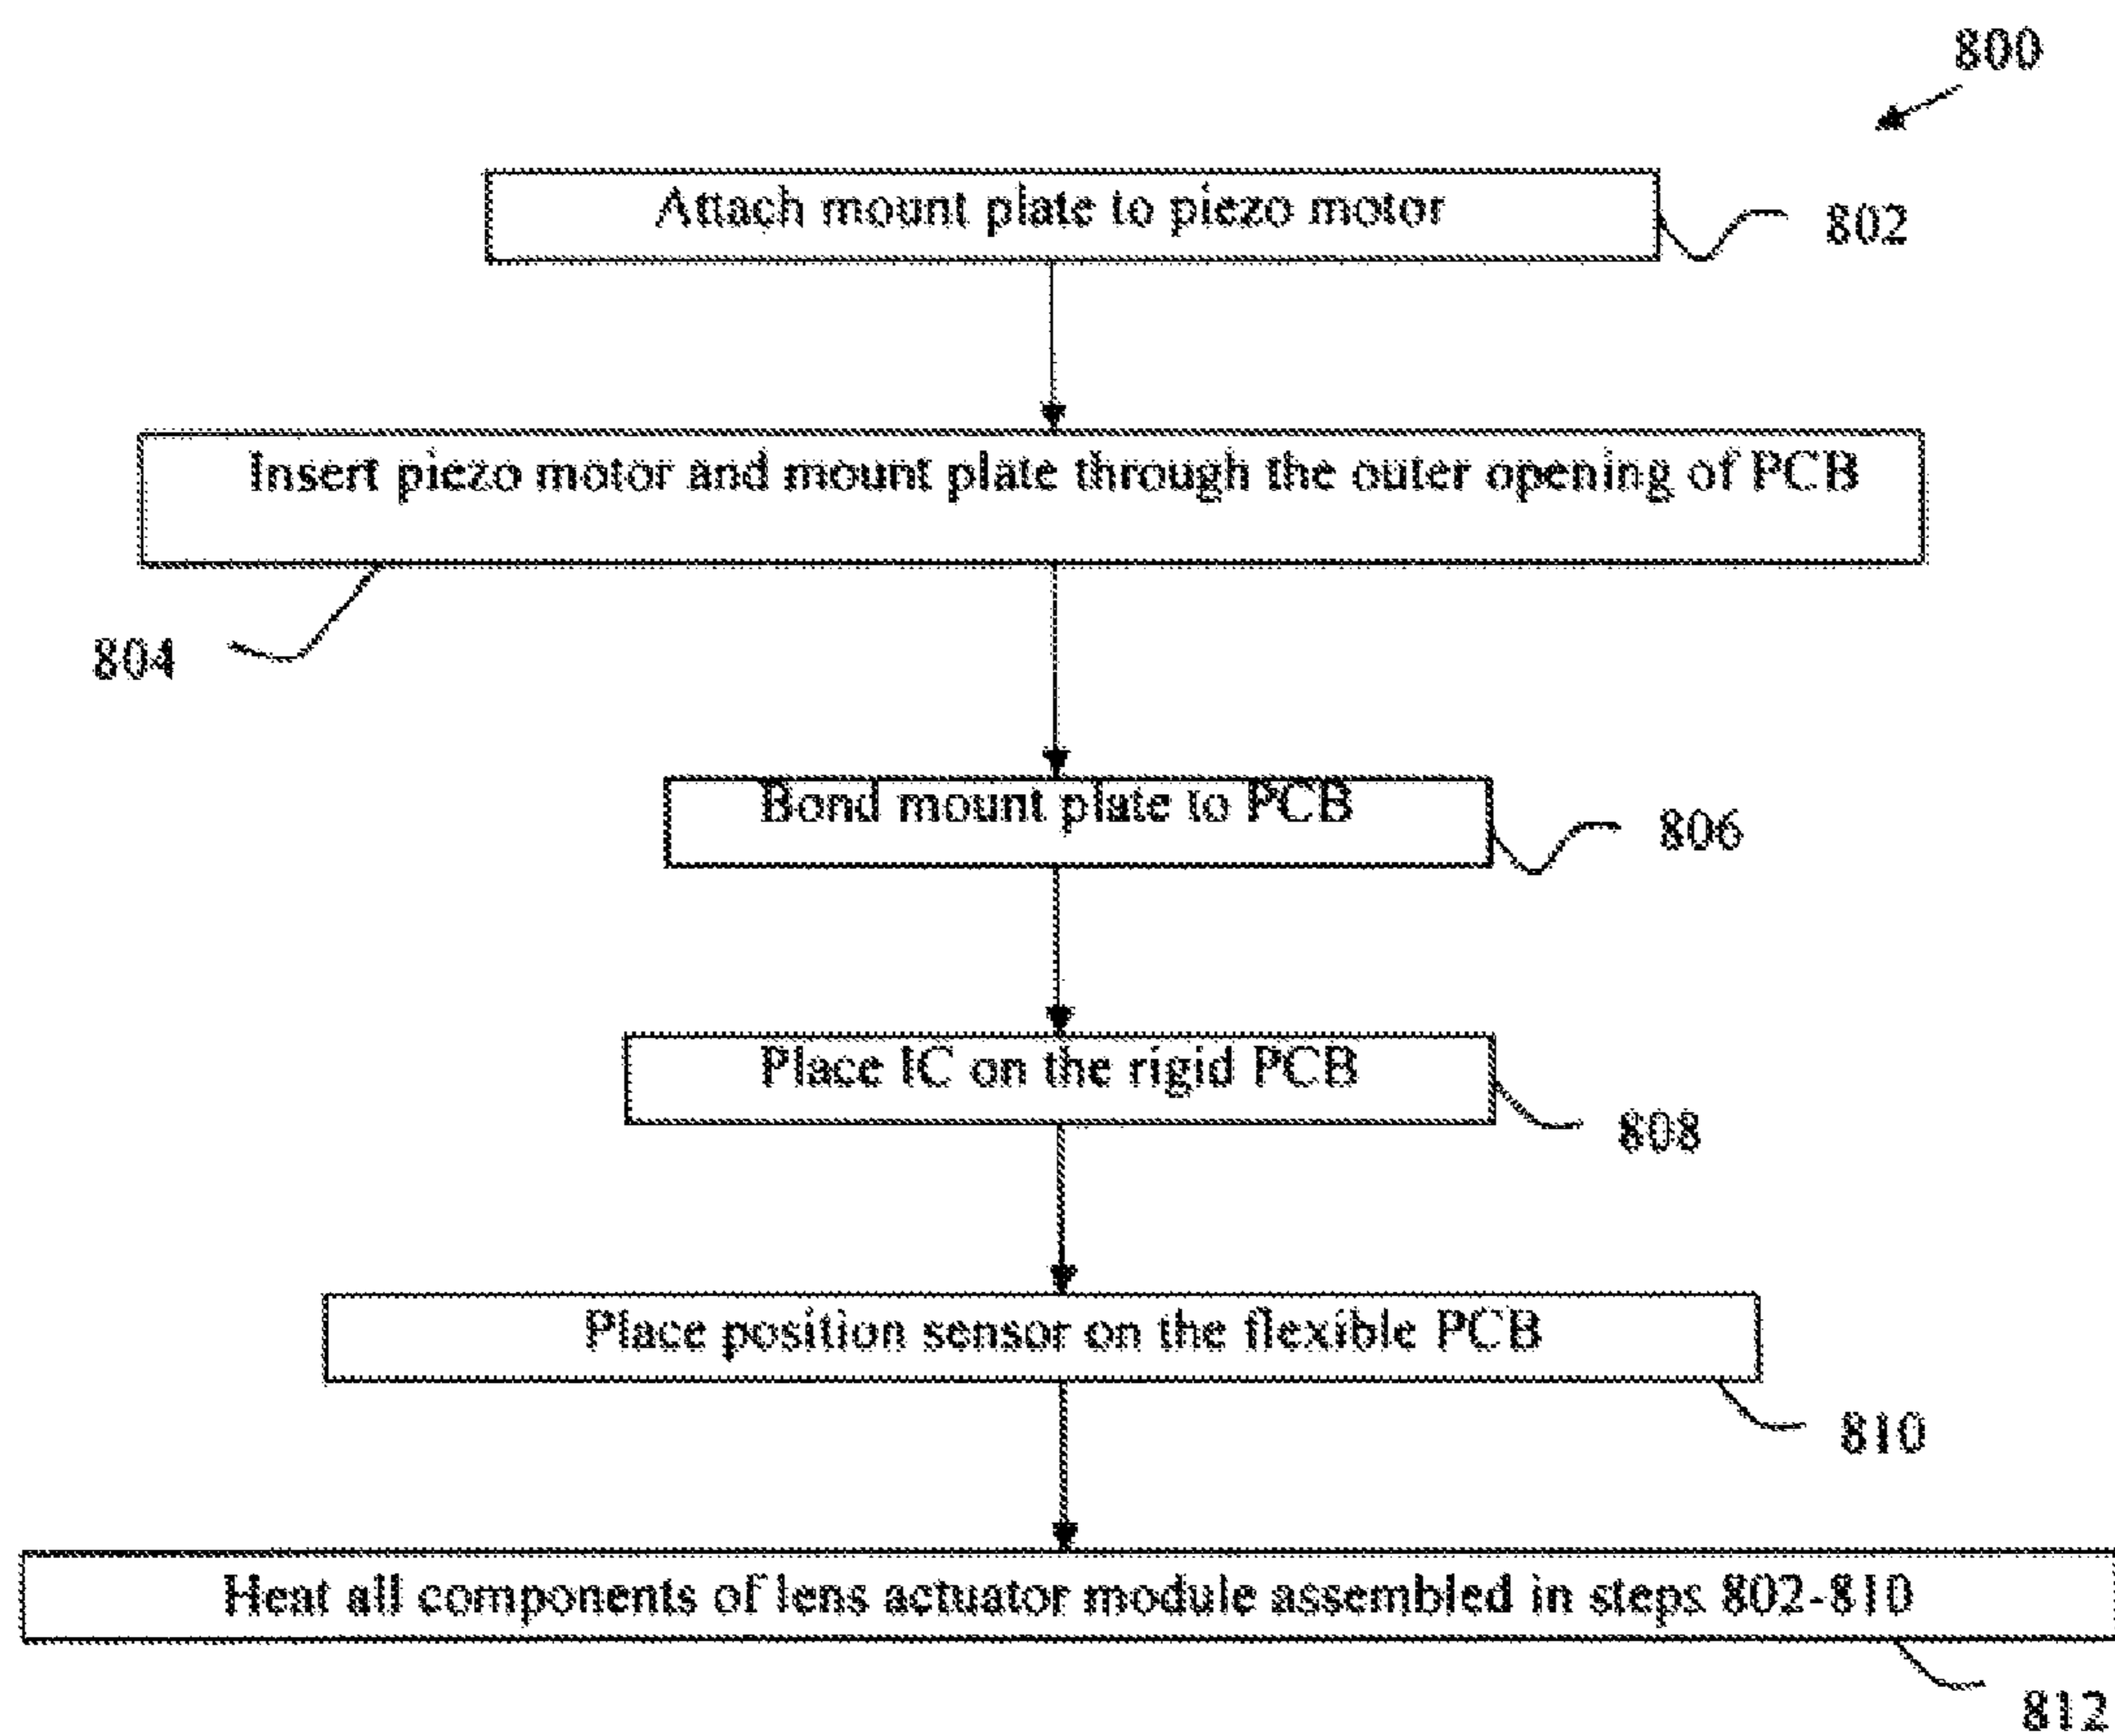 800
Attach mount plate to piezo motor
802
Insert piezo motor and mount plate through the outer opening of PCB
804
Bond mount plate to PCB
806
Place IC on the rigid PCB
808
Place position sensor on the flexible PCB
810
Heat all components of lens actuator module assembled in steps 802-810
812